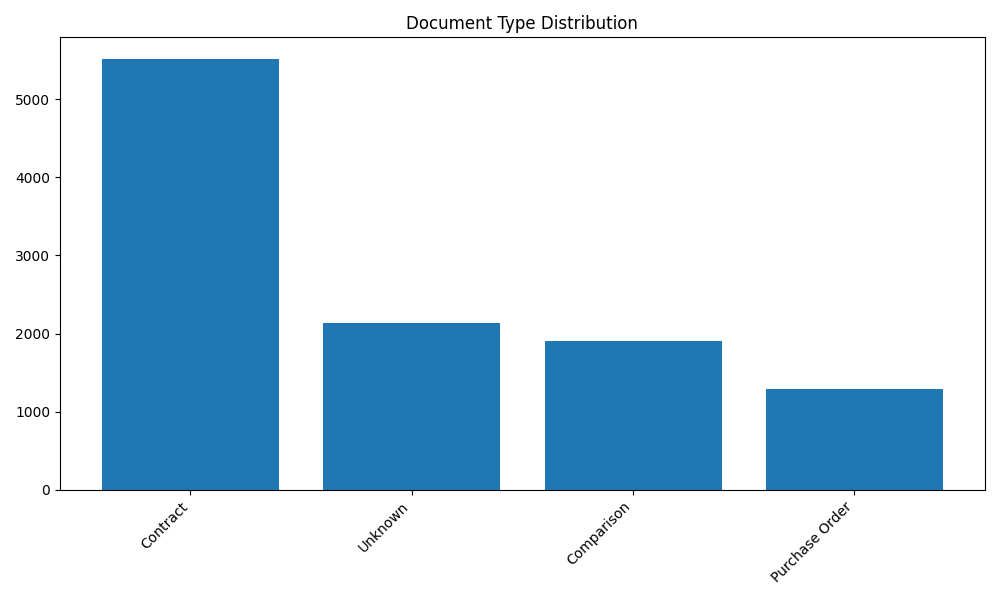 Document Type Distribution
5000
4000
3000
2000
1000
0
Contract
Unknown
Comparison
Purchase Order